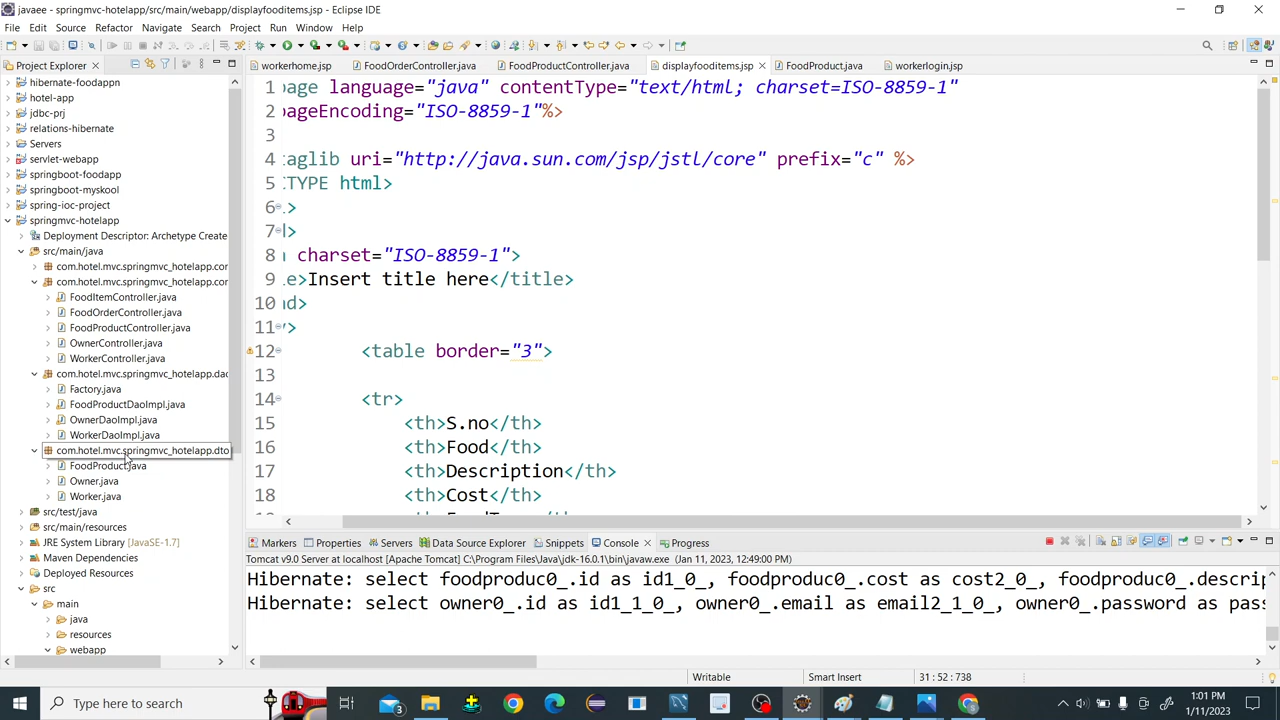 javaee - springmvc-hotelapp/src/main/webapp/displayfooditems.jsp - Eclipse IDE
File Edit Source Refactor Navigate Search Project Run Window Help
Project Explorer
workerhome.jsp FoodOrderController.java FoodProductController.java displayfooditems.jsp FoodProduct.java workerlogin.jsp
hibernate-foodappn
hotel-app
jdbc-prj
relations-hibernate
Servers
servlet-webapp
springboot-foodapp
springboot-myskool
spring-ioc-project
springmvc-hotelapp
Deployment Descriptor: Archetype Create
src/main/java
com.hotel.mvc.springmvc_hotelapp.cor
com.hotel.mvc.springmvc_hotelapp.cor
FoodItemController.java
FoodOrderController.java
FoodProductController.java
OwnerController.java
WorkerController.java
com.hotel.mvc.springmvc_hotelapp.dac
Factory.java
FoodProductDaoImpl.java
OwnerDaoImpl.java
WorkerDaoImpl.java
com.hotel.mvc.springmvc_hotelapp.dto
FoodProduct.java
Owner.java
Worker.java
src/test/java
src/main/resources
JRE System Library [JavaSE-1.7]
Maven Dependencies
Deployed Resources
src
main
java
resources
webapp
1 page language="java" contentType="text/html; charset=ISO-8859-1"
2 pageEncoding="ISO-8859-1"%>
3
4 taglib uri="http://java.sun.com/jsp/jstl/core" prefix="c" %>
5 CTYPE html>
6 >
7 >
8 charset="ISO-8859-1">
9 e>Insert title here</title>
10 ad>
11 >
12 <table border="3">
13
14 <tr>
15 <th>S.no</th>
16 <th>Food</th>
17 <th>Description</th>
18 <th>Cost</th>
Markers Properties Servers Data Source Explorer Snippets Console Progress
Tomcat v9.0 Server at localhost [Apache Tomcat] C:\Program Files\Java\jdk-16.0.1\bin\javaw.exe (Jan 11, 2023, 12:49:00 PM)
Hibernate: select foodproduc0_.id as id1_0_, foodproduc0_.cost as cost2_0_, foodproduc0_.descrip
Hibernate: select owner0_.id as id1_1_0_, owner0_.email as email2_1_0_, owner0_.password as pass
Writable Smart Insert 31 : 52 : 738
Type here to search
1:01 PM
1/11/2023